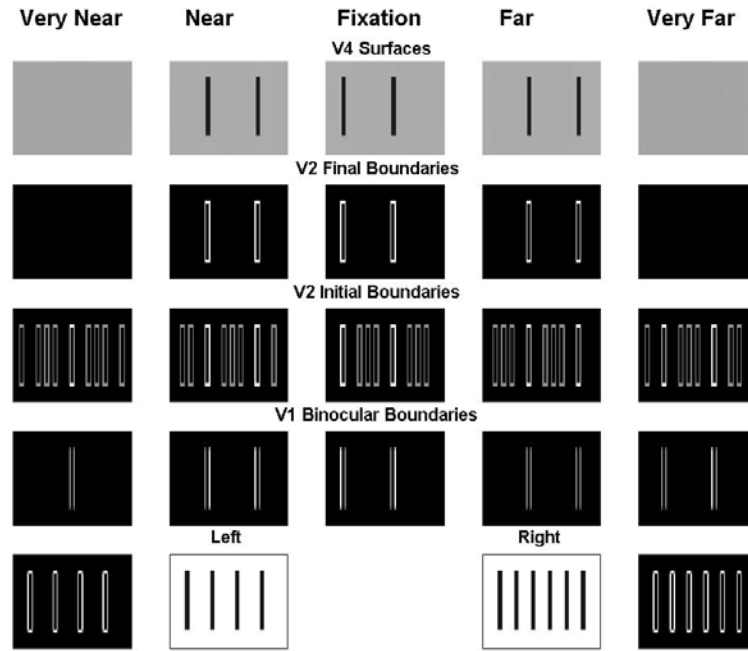 Very Near Near Fixation Far Very Far
V4 Surfaces
V2 Final Boundaries
V2 Initial Boundaries
V1 Binocular Boundaries
Left Right